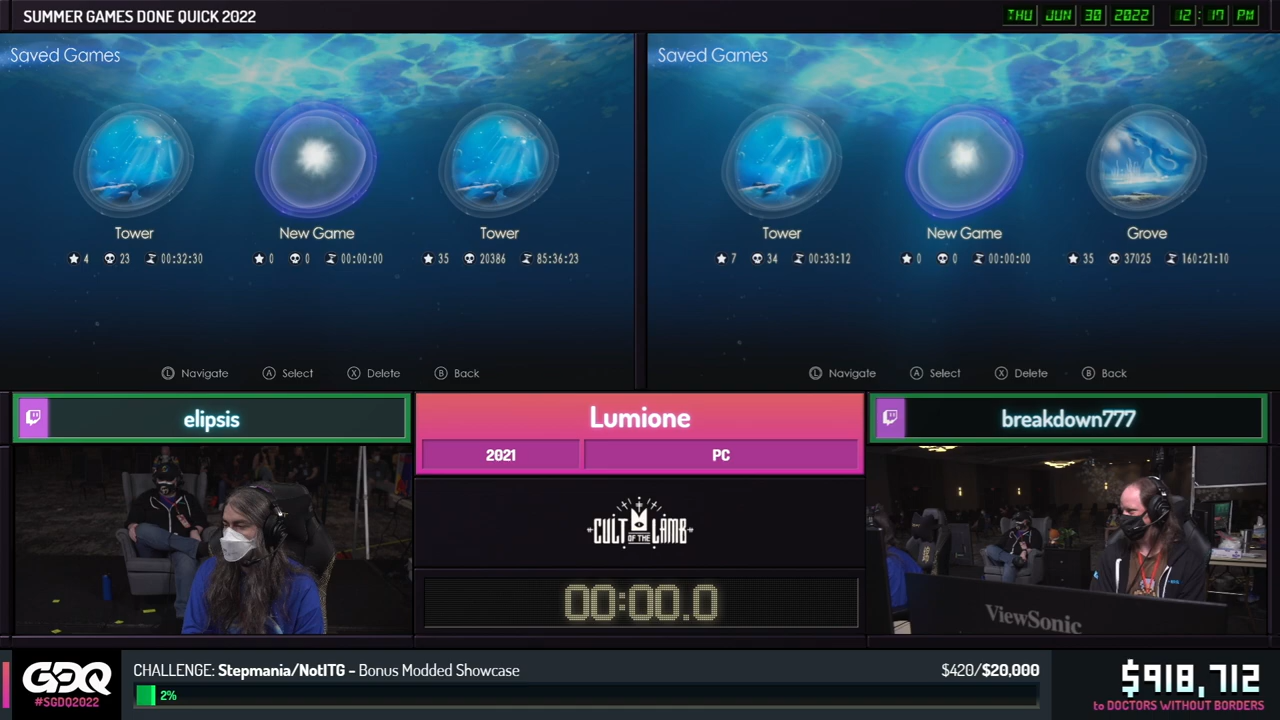 SUMMER GAMES DONE QUICK 2022
THU JUN 30 2022 12:17 PM
Saved Games
Tower
New Game
Tower
4 23 00:32:30
0 0 00:00:00
35 20386 85:36:23
L Navigate
A Select
X Delete
B Back
Saved Games
Tower
New Game
Grove
7 34 00:33:12
0 0 00:00:00
35 37025 160:21:10
L Navigate
A Select
X Delete
B Back
elipsis
Lumione
2021
PC
breakdown777
CULT OF THE LAMB
00:00.0
ViewSonic
GDQ
#SGDQ2022
CHALLENGE: Stepmania/NotITG - Bonus Modded Showcase
$420/$20,000
2%
$918,712
to DOCTORS WITHOUT BORDERS